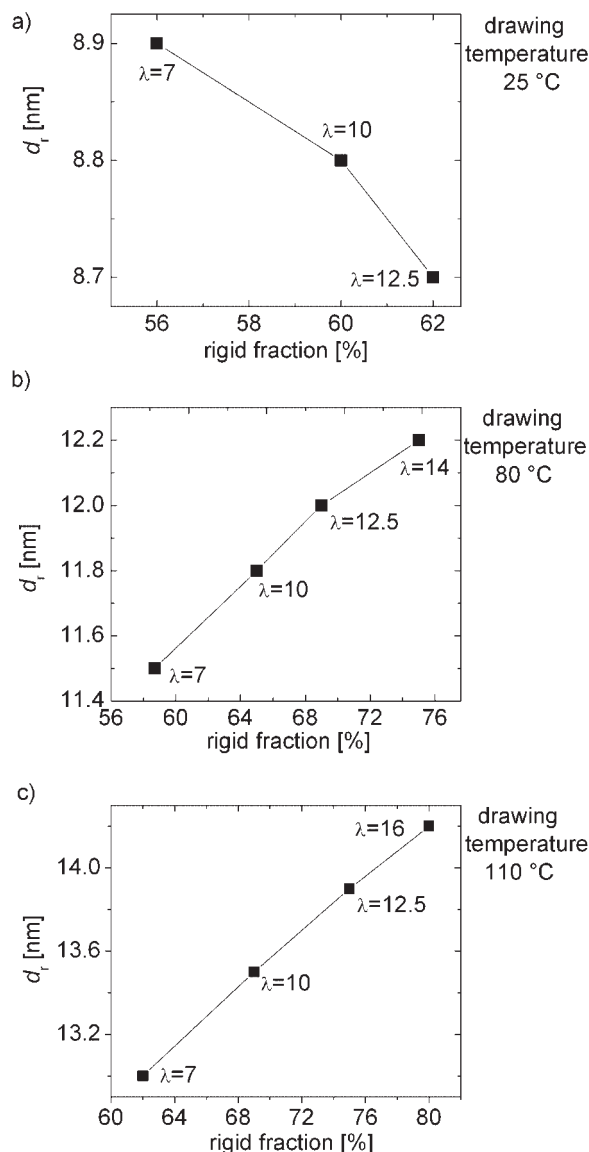 a)
drawing
temperature
25 °C
8.9
8.8
8.7
dr [nm]
λ=7
λ=10
λ=12.5
56 58 60 62
rigid fraction [%]
b)
drawing
temperature
80 °C
12.2
12.0
11.8
11.6
11.4
dr [nm]
λ=14
λ=12.5
λ=10
λ=7
56 60 64 68 72 76
rigid fraction [%]
c)
drawing
temperature
110 °C
14.0
13.6
13.2
dr [nm]
λ=16
λ=12.5
λ=10
λ=7
60 64 68 72 76 80
rigid fraction [%]